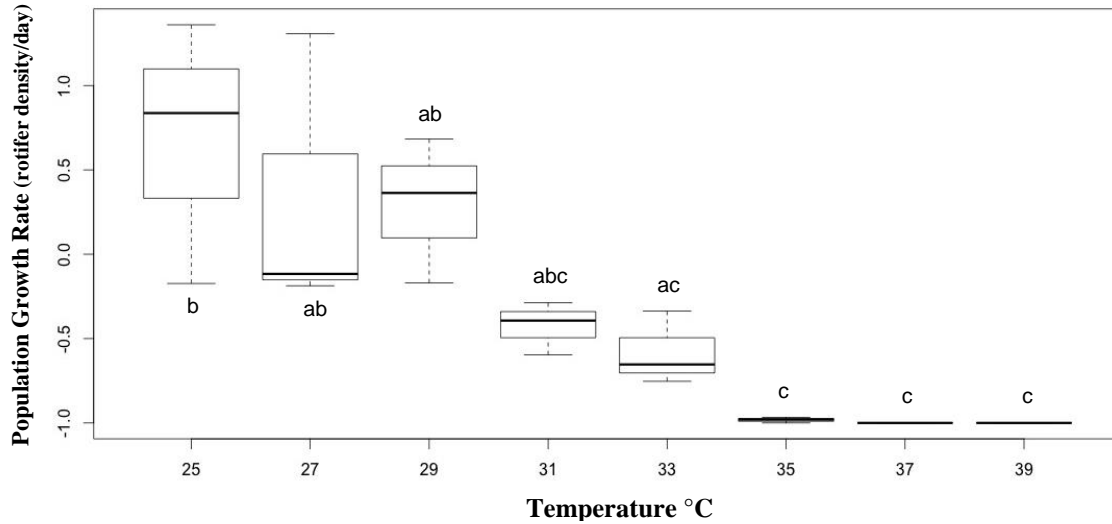 Population Growth Rate (rotifer density/day)
1.0
0.5
0.0
-0.5
-1.0
b
ab
ab
abc
ac
c
c
c
25 27 29 31 33 35 37 39
Temperature °C